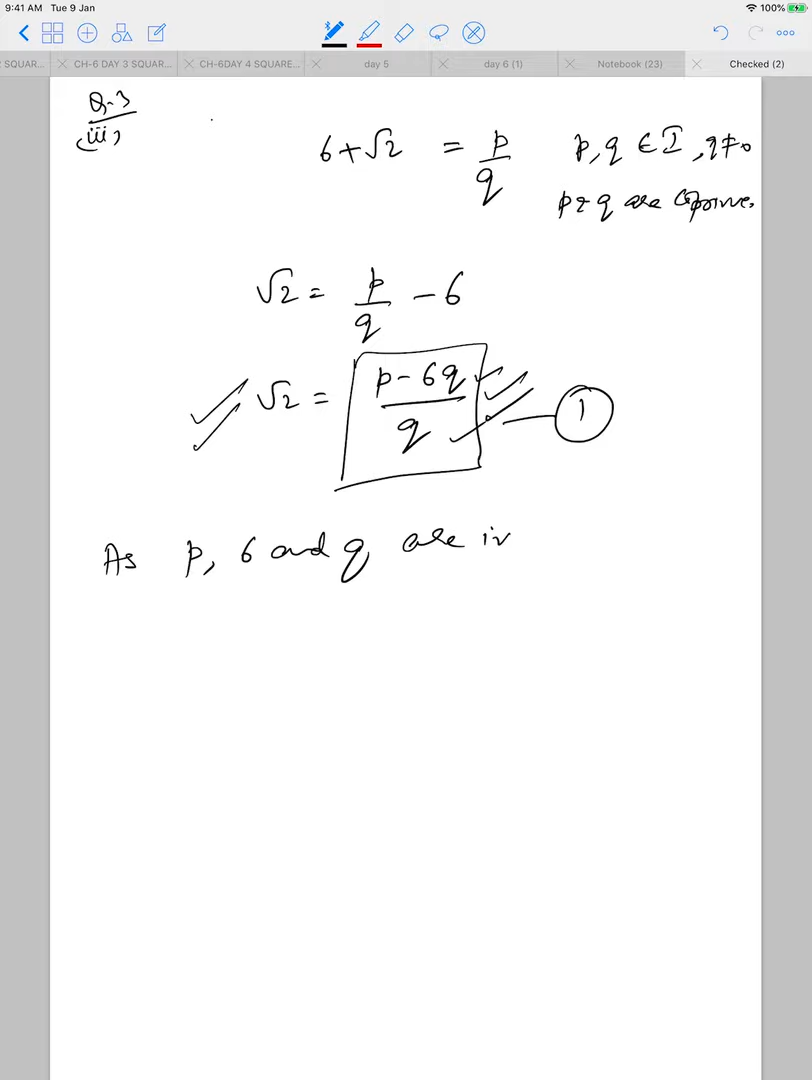 9:41 AM Tue 9 Jan 100%
SQUAR... CH-6 DAY 3 SQUAR... CH-6DAY 4 SQUARE... day 5 day 6 (1) Notebook (23) Checked (2)
Q-3
(iii)
6+√2 = p/q p, q ∈ I, q≠0
p & q are Coprime.
√2 = p/q - 6
√2 = (p-6q)/q — 1
As p, 6 and q are in